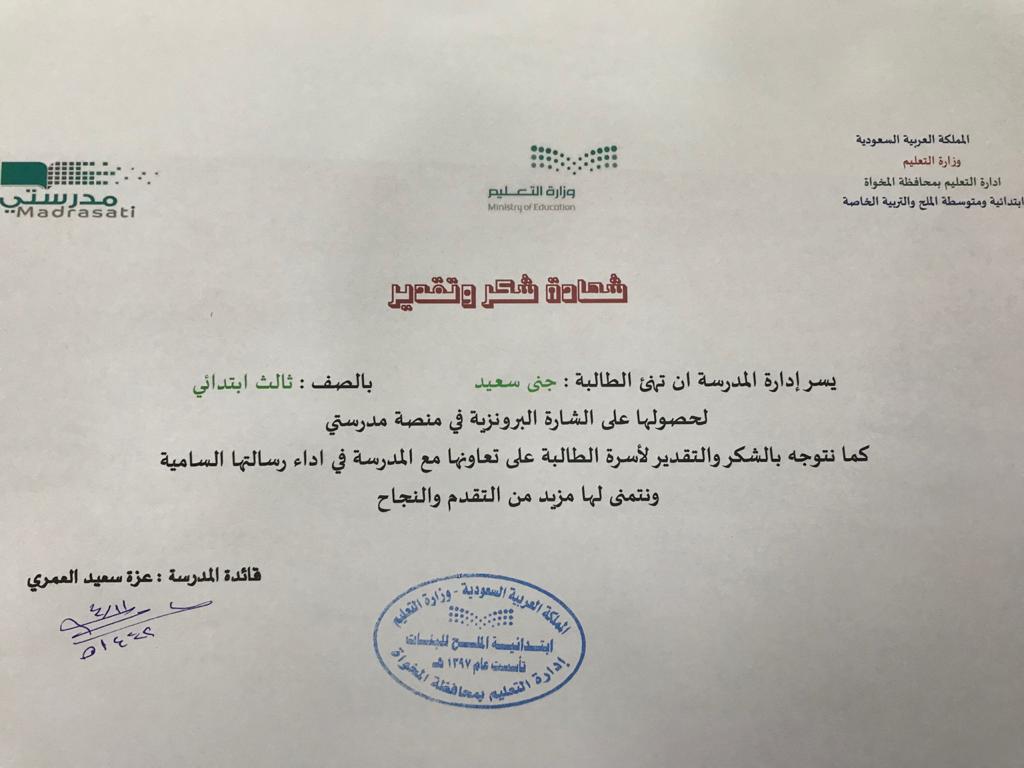 المملكة العربية السعودية
وزارة التعليم
ادارة التعليم بمحافظة المخواة
ابتدائية ومتوسطة الملح والتربية الخاصة
وزارة التعليم
Ministry of Education
مدرستي
Madrasati
شهادة شكر وتقدير
يسر إدارة المدرسة ان تهنئ الطالبة : جنى سعيد بالصف : ثالث ابتدائي
لحصولها على الشارة البرونزية في منصة مدرستي
كما نتوجه بالشكر والتقدير لأسرة الطالبة على تعاونها مع المدرسة في اداء رسالتها السامية
ونتمنى لها مزيد من التقدم والنجاح
قائدة المدرسة : عزة سعيد العمري
٤/١١
١٤٤٢هـ
المملكة العربية السعودية - وزارة التعليم
ابتدائية الملح للبنات
تأسست عام ١٣٩٧ هـ
إدارة التعليم بمحافظة المخواة